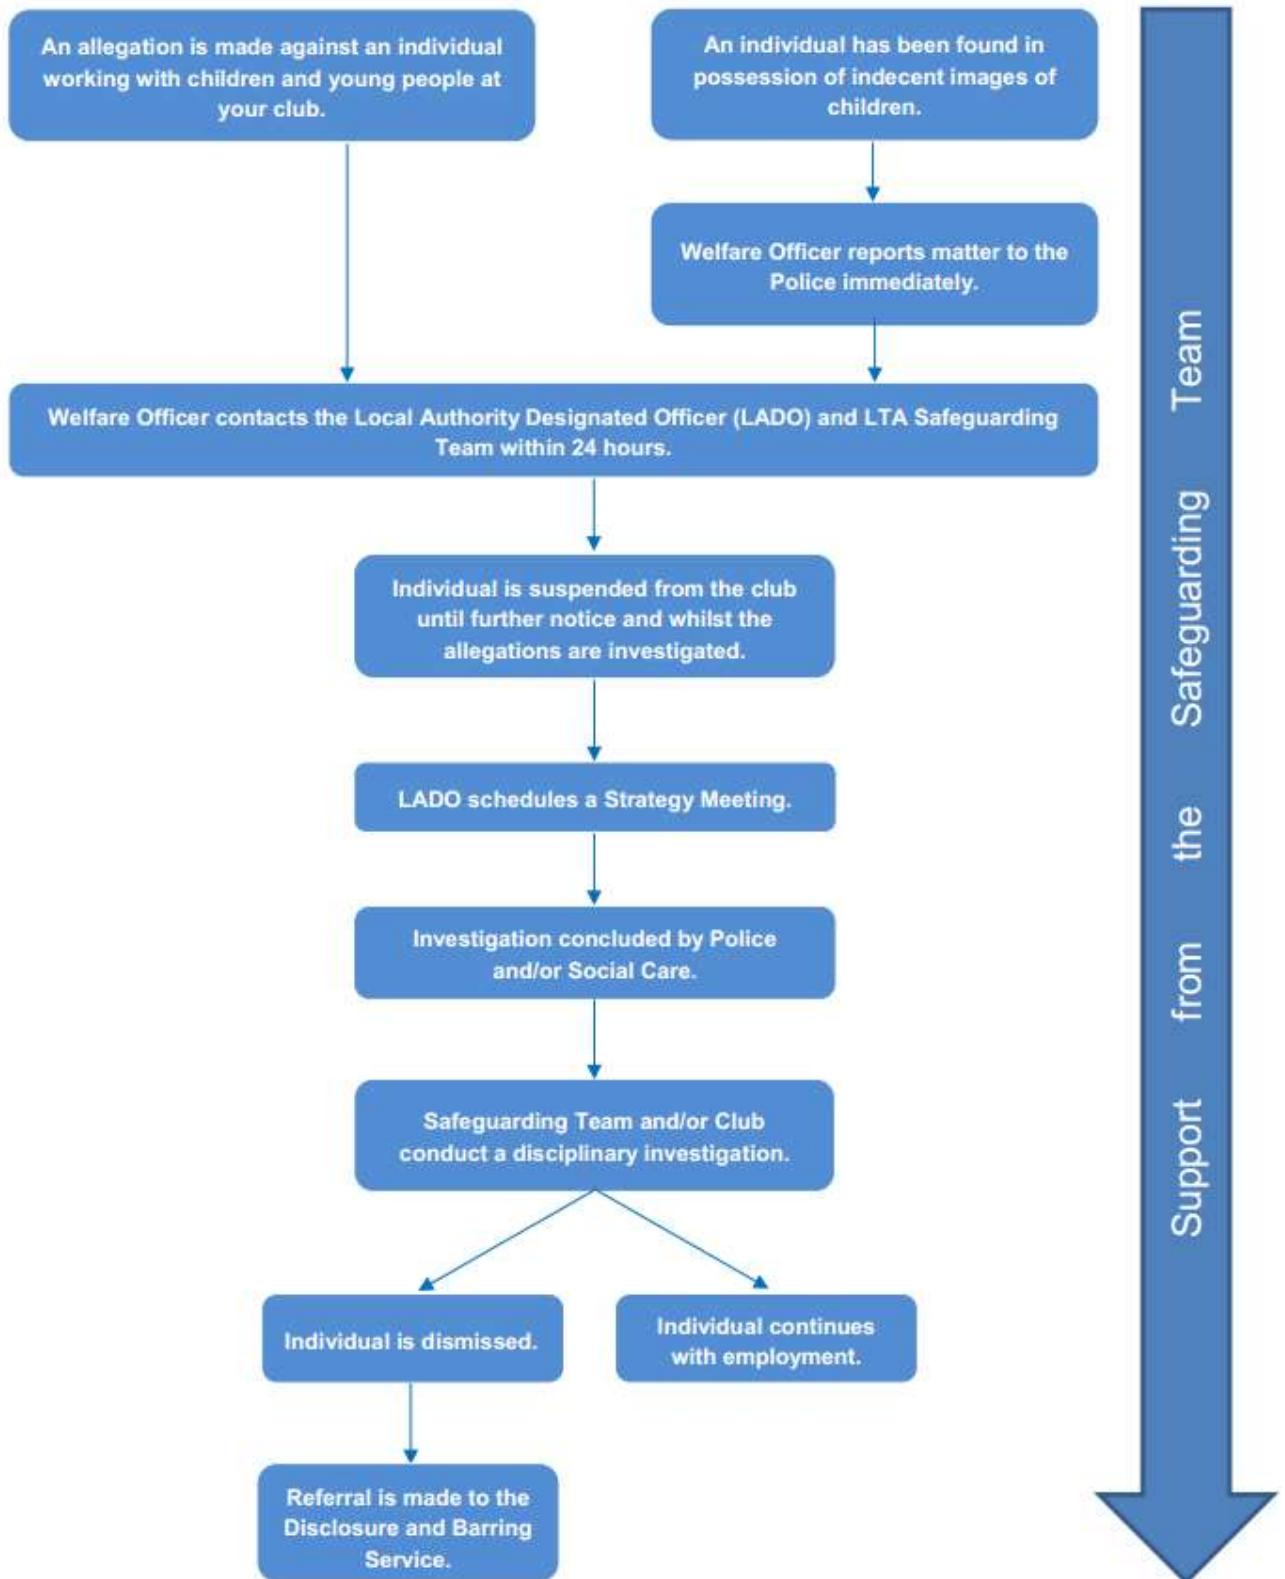 An allegation is made against an individual
working with children and young people at
your club.
An individual has been found in
possession of indecent images of
children.
Welfare Officer reports matter to the
Police immediately.
Welfare Officer contacts the Local Authority Designated Officer (LADO) and LTA Safeguarding
Team within 24 hours.
Individual is suspended from the club
until further notice and whilst the
allegations are investigated.
LADO schedules a Strategy Meeting.
Investigation concluded by Police
and/or Social Care.
Safeguarding Team and/or Club
conduct a disciplinary investigation.
Individual is dismissed.
Individual continues
with employment.
Referral is made to the
Disclosure and Barring
Service.
Support from the Safeguarding Team